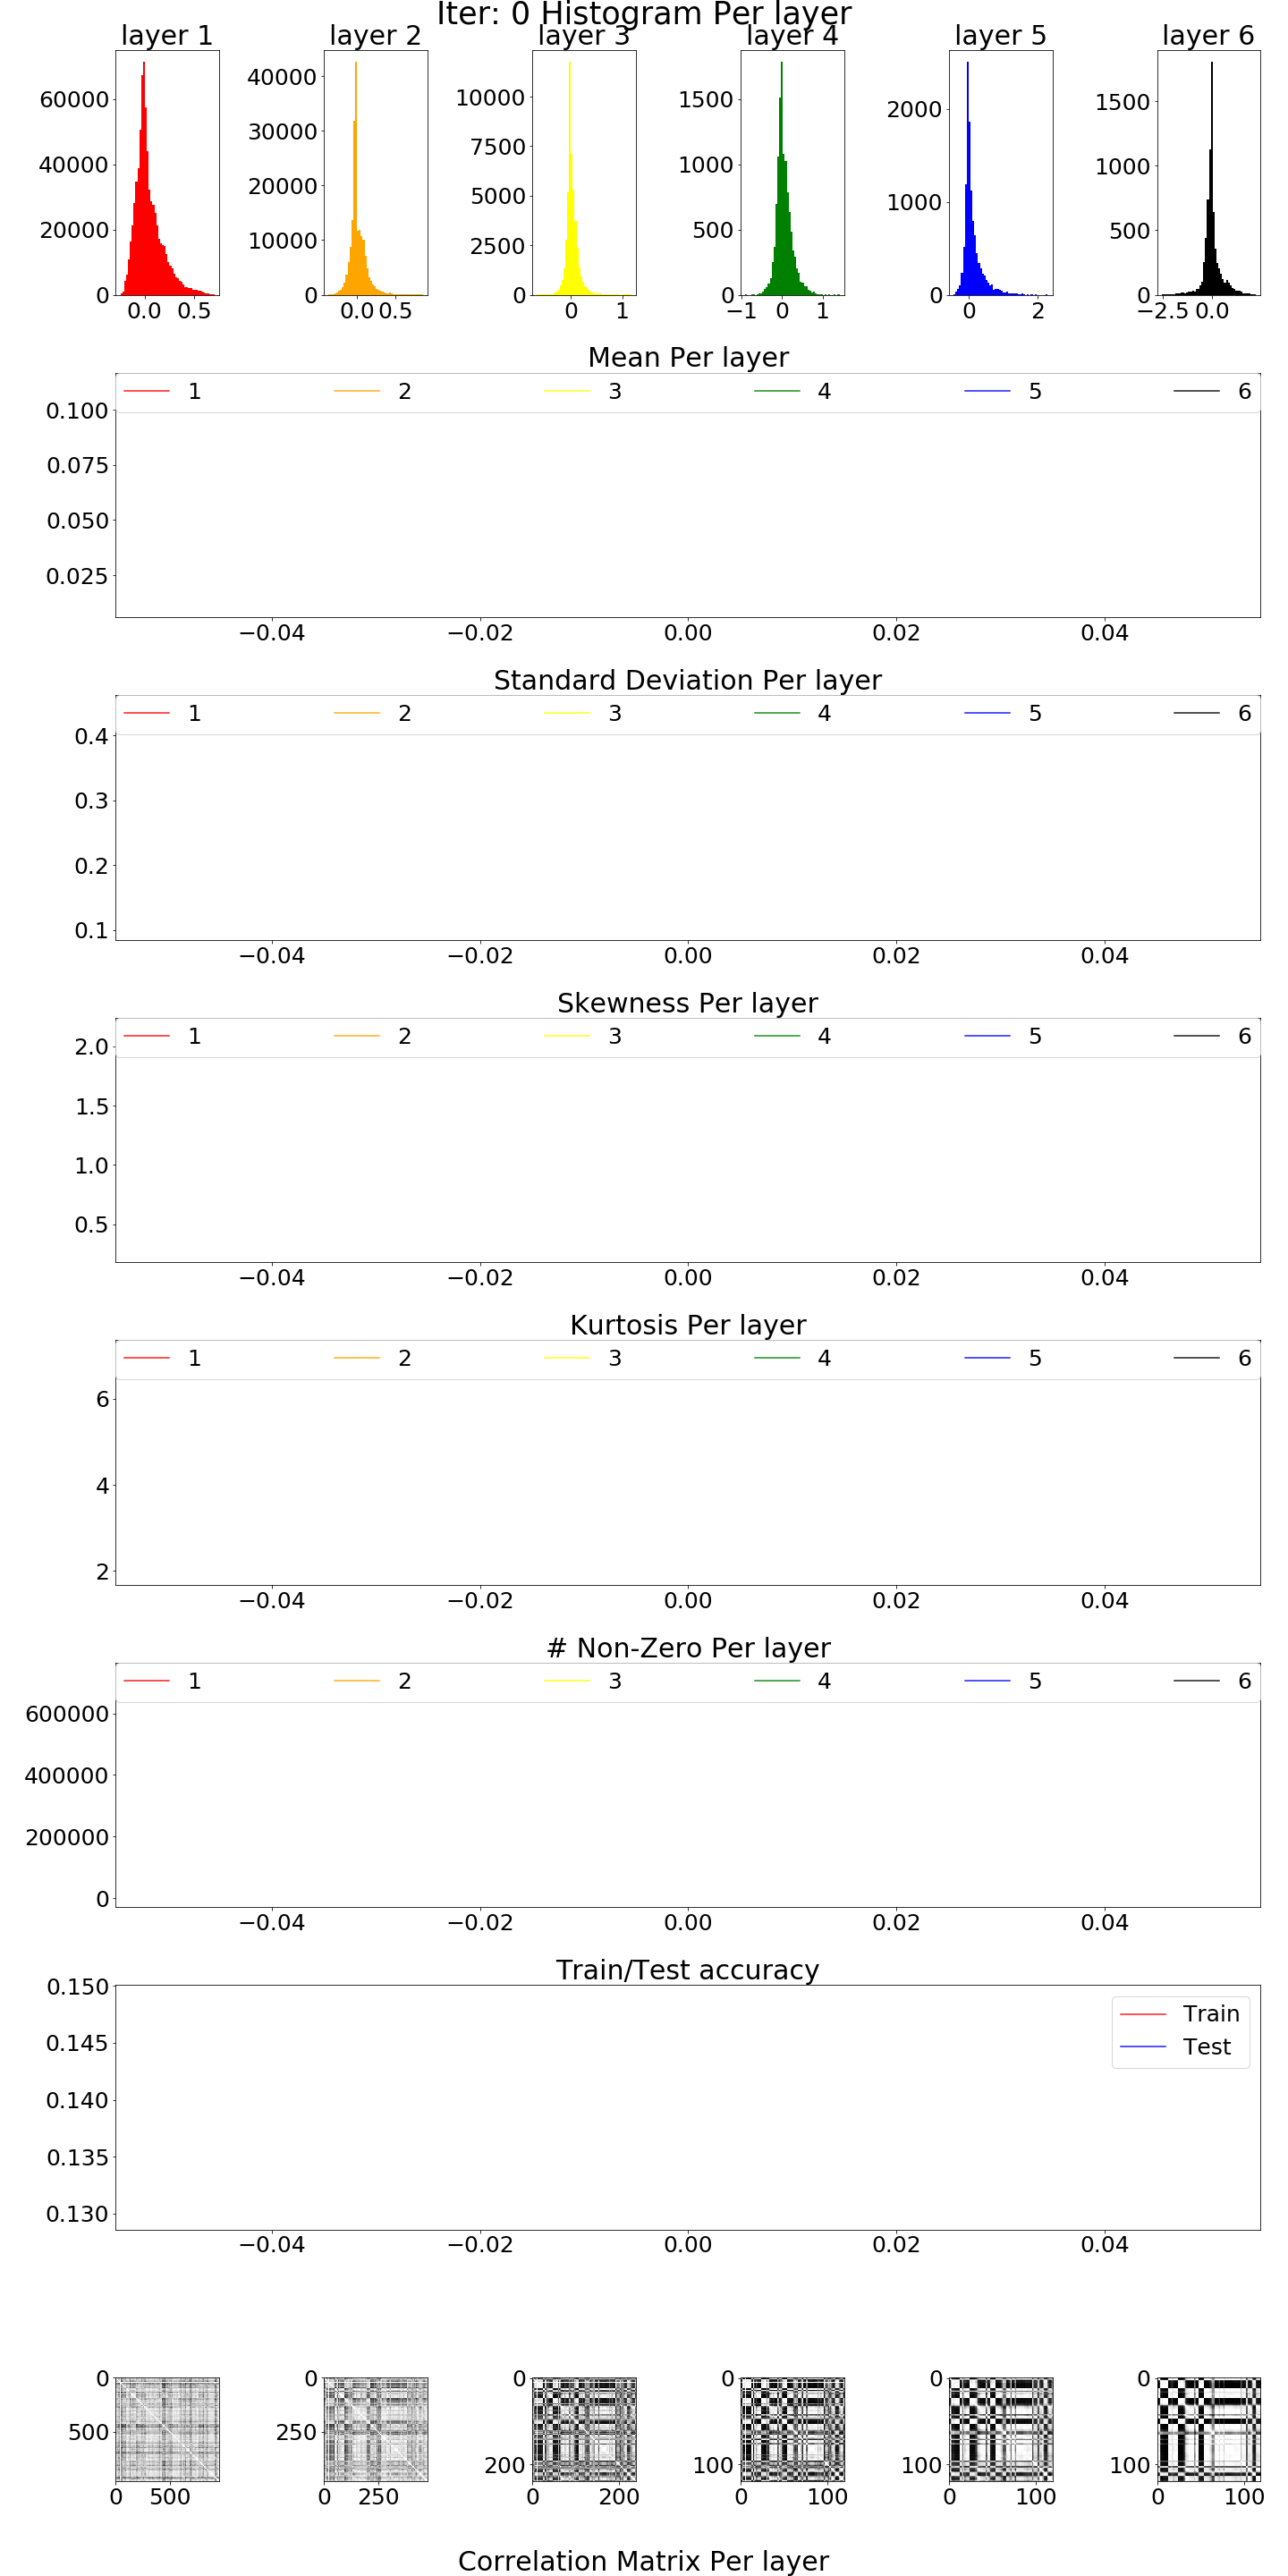 Iter: 0 Histogram Per layer
layer 1 layer 2 layer 3 layer 4 layer 5 layer 6
60000 40000 20000 0
0.0 0.5
40000 30000 20000 10000 0
0.0 0.5
10000 7500 5000 2500 0
0 1
1500 1000 500 0
−1 0 1
2000 1000 0
0 2
1500 1000 500 0
−2.5 0.0
Mean Per layer
1 2 3 4 5 6
0.100
0.075
0.050
0.025
−0.04 −0.02 0.00 0.02 0.04
Standard Deviation Per layer
1 2 3 4 5 6
0.4
0.3
0.2
0.1
−0.04 −0.02 0.00 0.02 0.04
Skewness Per layer
1 2 3 4 5 6
2.0
1.5
1.0
0.5
−0.04 −0.02 0.00 0.02 0.04
Kurtosis Per layer
1 2 3 4 5 6
6
4
2
−0.04 −0.02 0.00 0.02 0.04
# Non-Zero Per layer
1 2 3 4 5 6
600000
400000
200000
0
−0.04 −0.02 0.00 0.02 0.04
Train/Test accuracy
0.150
Train
0.145
Test
0.140
0.135
0.130
−0.04 −0.02 0.00 0.02 0.04
0 0 0 0 0 0
500 250 200 100 100 100
0 500 0 250 0 200 0 100 0 100 0 100
Correlation Matrix Per layer